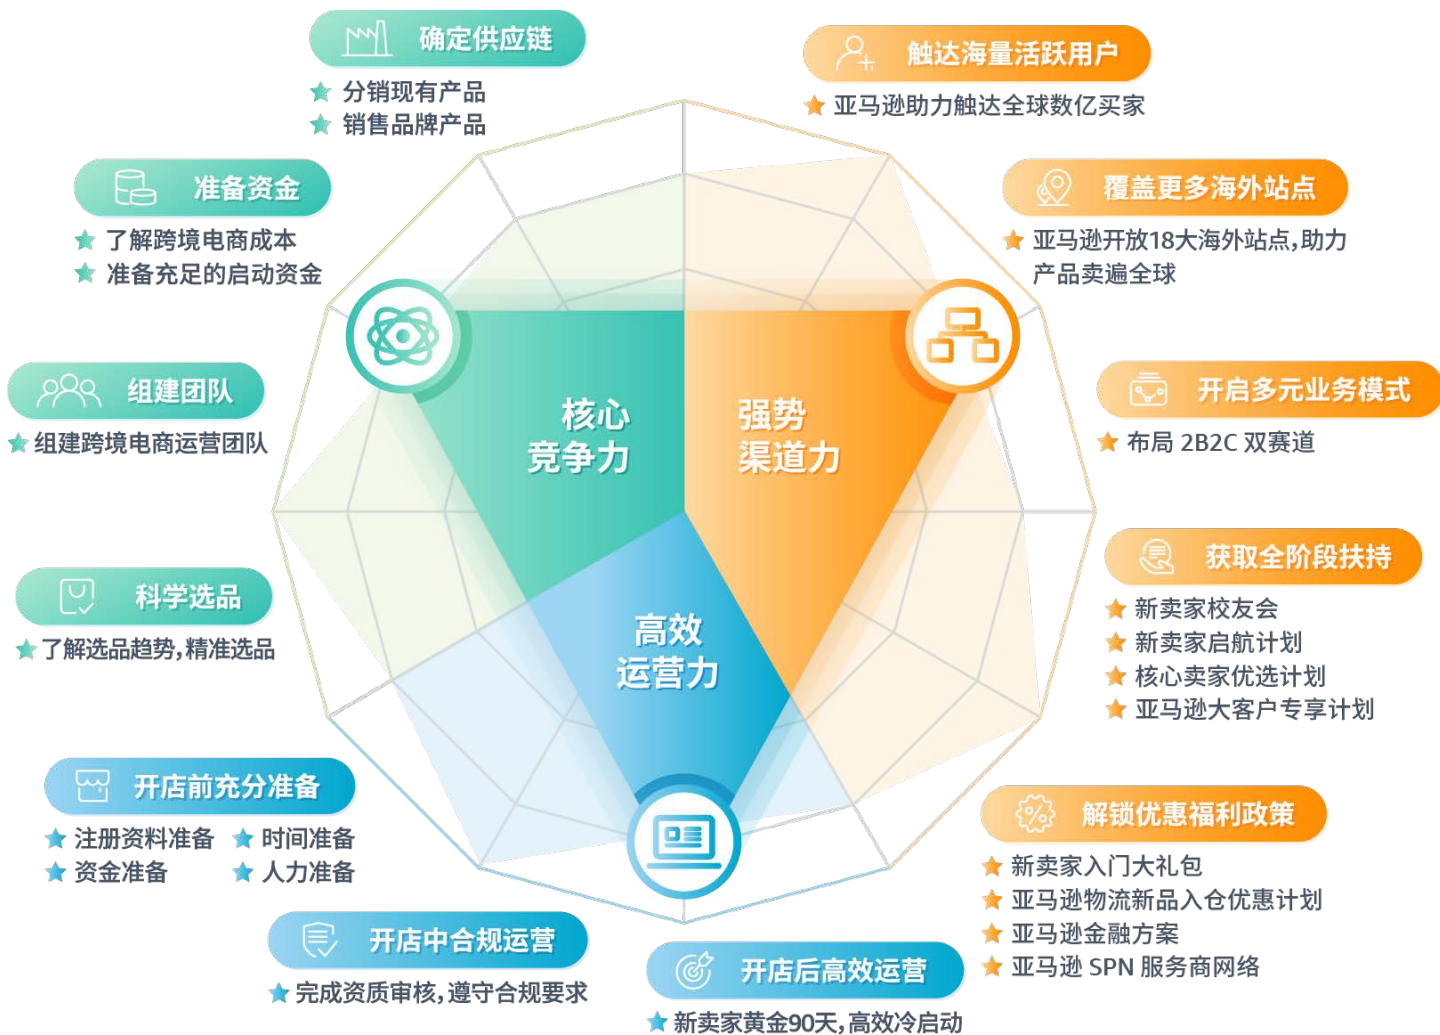 确定供应链
分销现有产品
销售品牌产品
准备资金
了解跨境电商成本
准备充足的启动资金
组建团队
组建跨境电商运营团队
科学选品
了解选品趋势,精准选品
核心
竞争力
强势
渠道力
高效
运营力
触达海量活跃用户
亚马逊助力触达全球数亿买家
覆盖更多海外站点
亚马逊开放18大海外站点,助力
产品卖遍全球
开启多元业务模式
布局 2B2C 双赛道
获取全阶段扶持
新卖家校友会
新卖家启航计划
核心卖家优选计划
亚马逊大客户专享计划
解锁优惠福利政策
新卖家入门大礼包
亚马逊物流新品入仓优惠计划
亚马逊金融方案
亚马逊 SPN 服务商网络
开店前充分准备
注册资料准备 时间准备
资金准备 人力准备
开店中合规运营
完成资质审核,遵守合规要求
开店后高效运营
新卖家黄金90天,高效冷启动